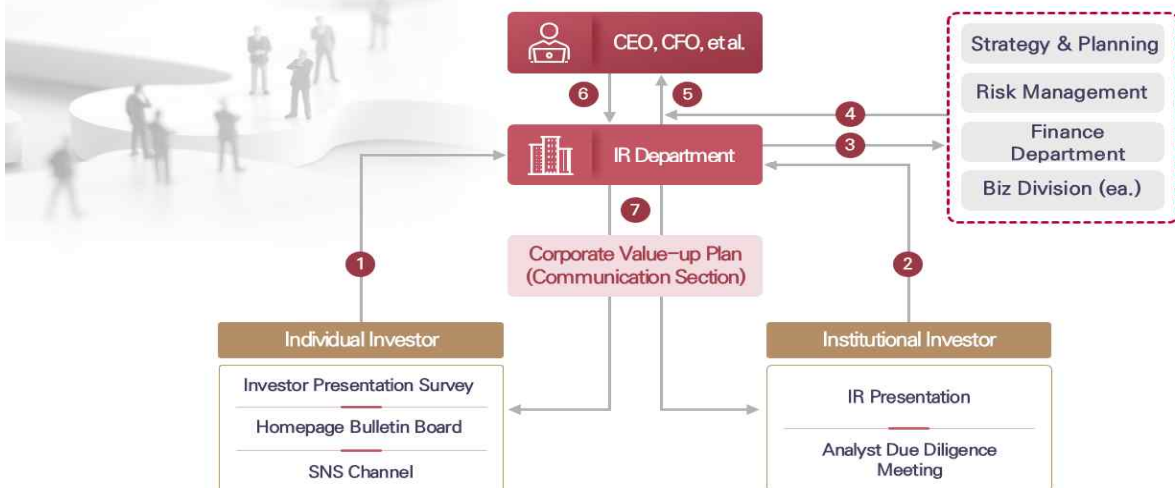 CEO, CFO, et al.
6
5
4
Strategy & Planning
Risk Management
Finance
Department
Biz Division (ea.)
IR Department
3
7
1
Corporate Value-up Plan
(Communication Section)
2
Individual Investor
Investor Presentation Survey
Homepage Bulletin Board
SNS Channel
Institutional Investor
IR Presentation
Analyst Due Diligence
Meeting